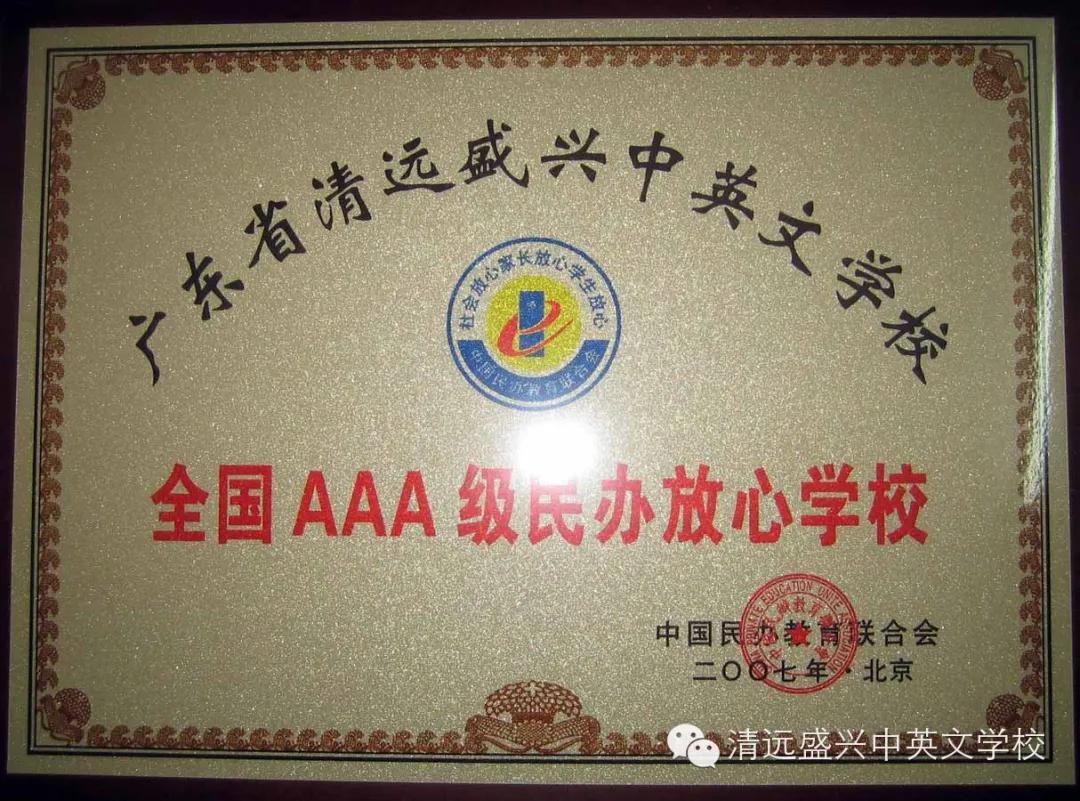 广东省清远盛兴中英文学校
社会放心家长放心学生放心
中国民办教育联合会
全国AAA级民办放心学校
中国民办教育联合会
二〇〇七年·北京
清远盛兴中英文学校